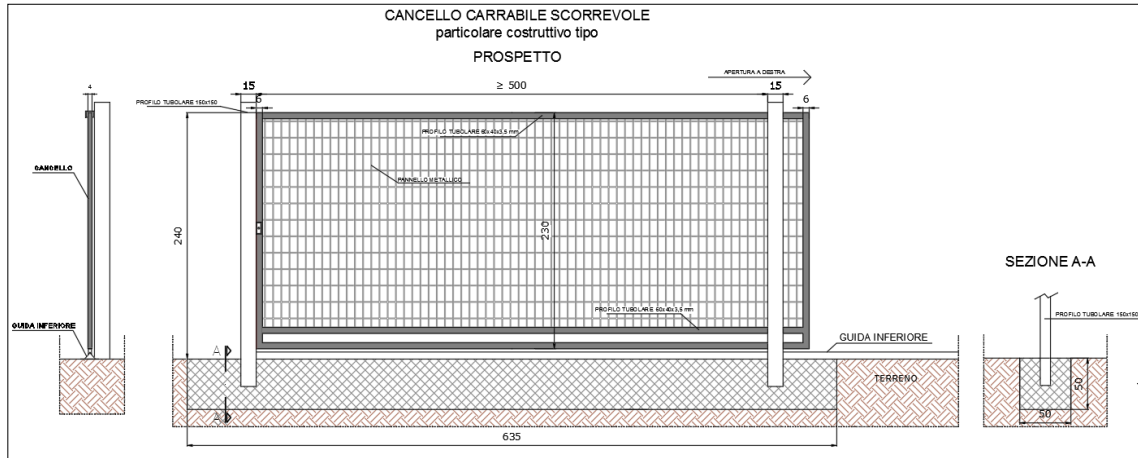 CANCELLO CARRABILE SCORREVOLE
particolare costruttivo tipo
PROSPETTO
APERTURA A DESTRA
4
15
≥ 500
15
6
6
PROFILO TUBOLARE 150x150
PROFILO TUBOLARE 60x40x3,5 mm
CANCELLO
PANNELLO METALLICO
240
230
SEZIONE A-A
PROFILO TUBOLARE 60x40x3,5 mm
PROFILO TUBOLARE 150x150
GUIDA INFERIORE
GUIDA INFERIORE
A
TERRENO
50
A
50
635